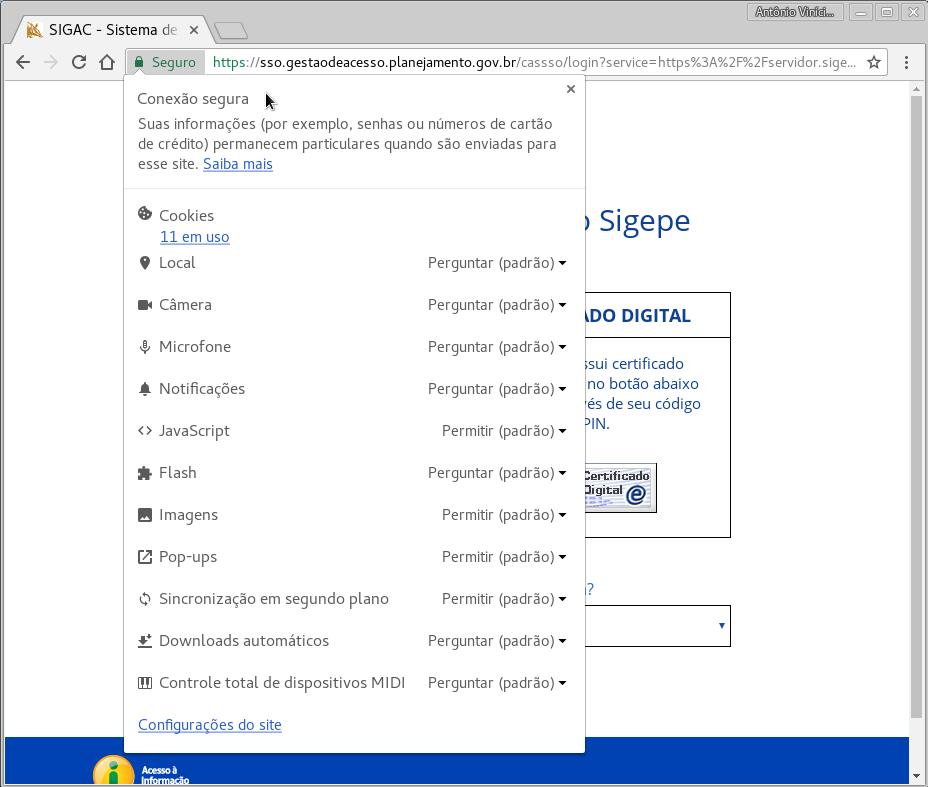 Antônio Viníci...
SIGAC - Sistema de
Seguro
https://sso.gestaodeacesso.planejamento.gov.br/cassso/login?service=https%3A%2F%2Fservidor.sige...
Conexão segura
Suas informações (por exemplo, senhas ou números de cartão
de crédito) permanecem particulares quando são enviadas para
esse site. Saiba mais
Cookies
11 em uso
Local Perguntar (padrão)
Câmera Perguntar (padrão)
Microfone Perguntar (padrão)
Notificações Perguntar (padrão)
JavaScript Permitir (padrão)
Flash Perguntar (padrão)
Imagens Permitir (padrão)
Pop-ups Permitir (padrão)
Sincronização em segundo plano Permitir (padrão)
Downloads automáticos Perguntar (padrão)
Controle total de dispositivos MIDI Perguntar (padrão)
Configurações do site
o Sigepe
ADO DIGITAL
ssui certificado
no botão abaixo
vés de seu código
PIN.
Certificado
Digital
?
Acesso à
Informação